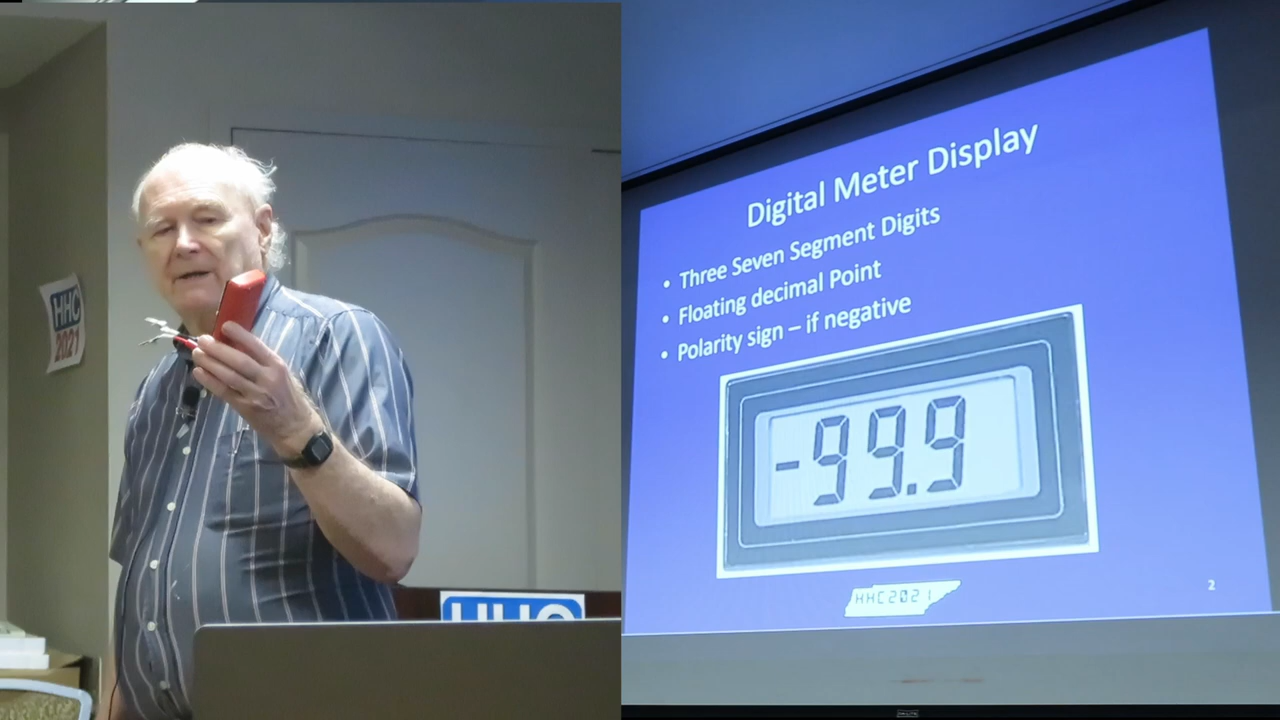 HHC
2021
HHC
Digital Meter Display
• Three Seven Segment Digits
• Floating decimal Point
• Polarity sign – if negative
-99.9
HHC2021
2